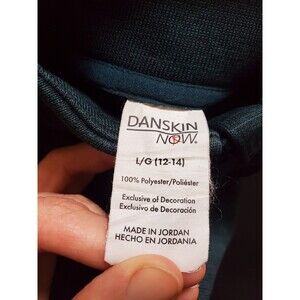 DANSKIN
NOW.
L/G (12-14)
100% Polyester/Poliéster
Exclusive of Decoration
Exclusivo de Decoración
MADE IN JORDAN
HECHO EN JORDANIA